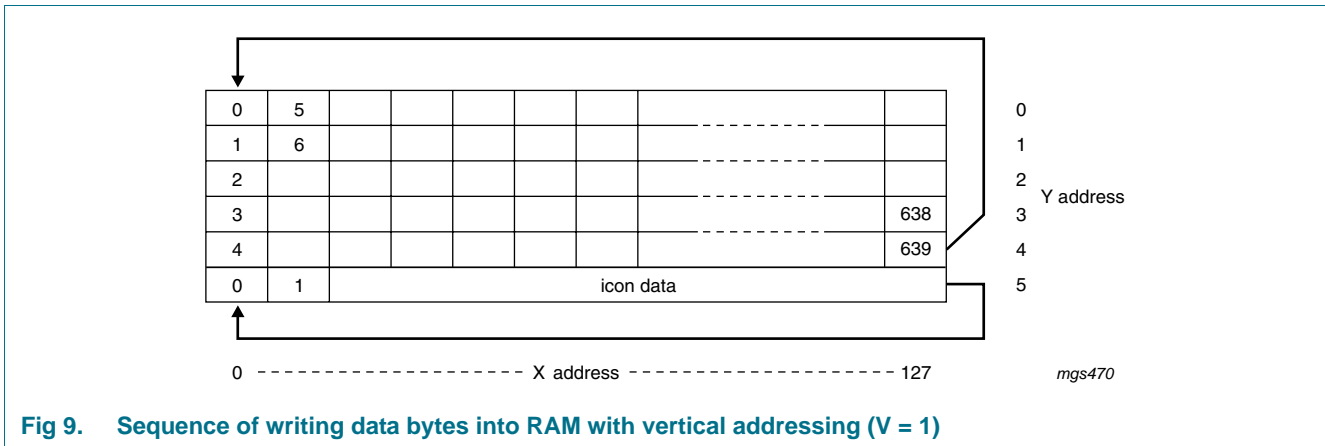 0 5 0
1 6 1
2 2
Y address
3 638 3
4 639 4
0 1 icon data 5
0 X address 127 mgs470
Fig 9. Sequence of writing data bytes into RAM with vertical addressing (V = 1)